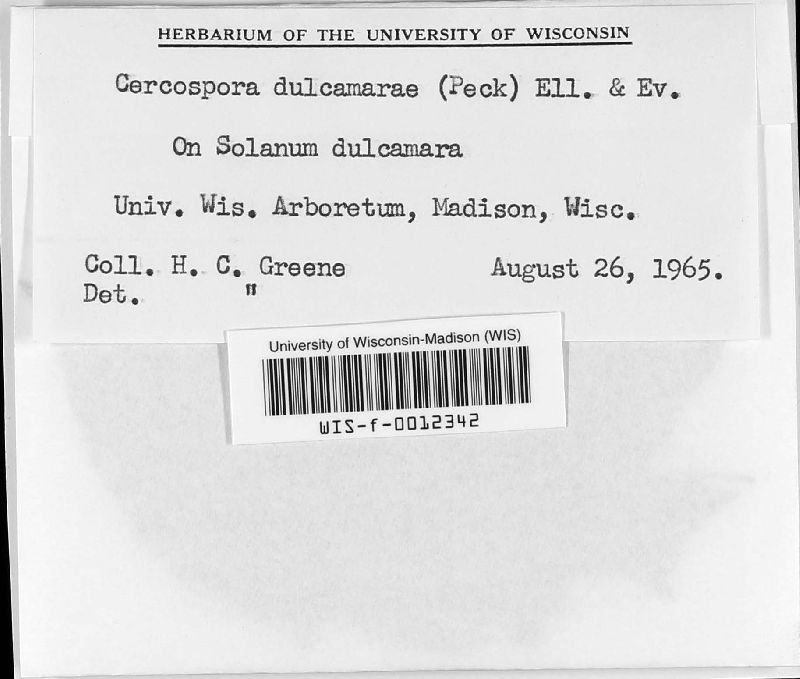 HERBARIUM OF THE UNIVERSITY OF WISCONSIN
Cercospora dulcamarae (Peck) Ell. & Ev.
On Solanum dulcamara
Univ. Wis. Arboretum, Madison, Wisc.
Coll. H. C. Greene August 26, 1965.
Det. "
University of Wisconsin-Madison (WIS)
WIS-f-0012342